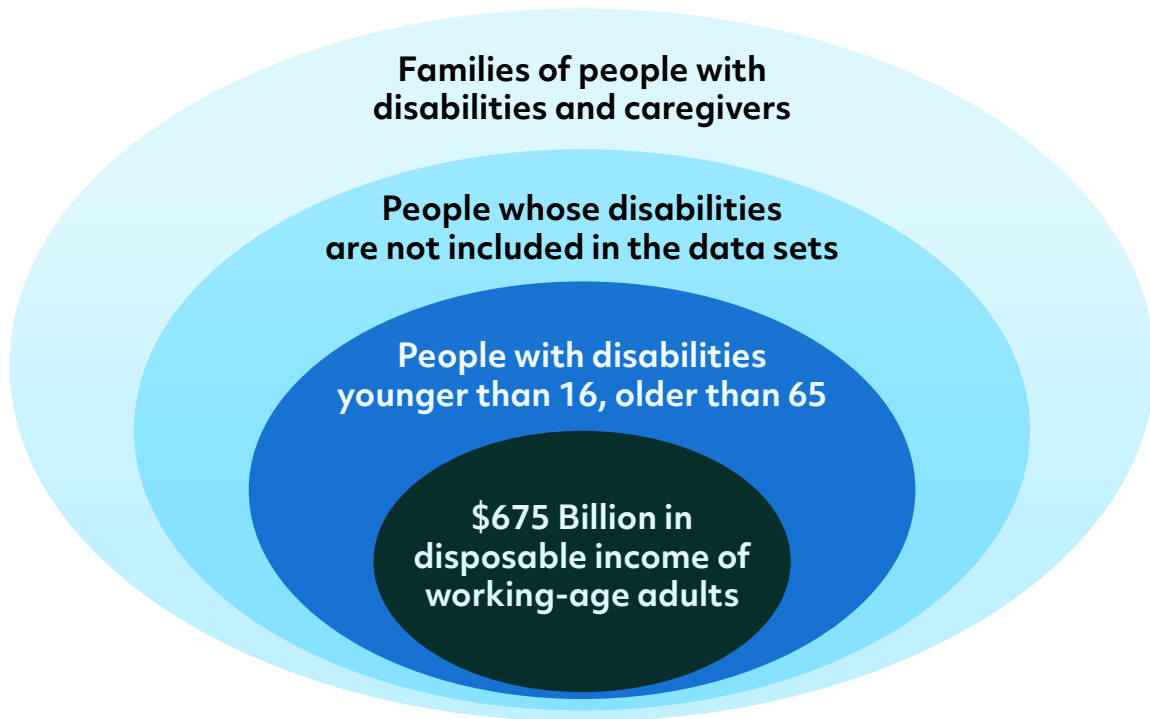 Families of people with
disabilities and caregivers
People whose disabilities
are not included in the data sets
People with disabilities
younger than 16, older than 65
$675 Billion in
disposable income of
working-age adults